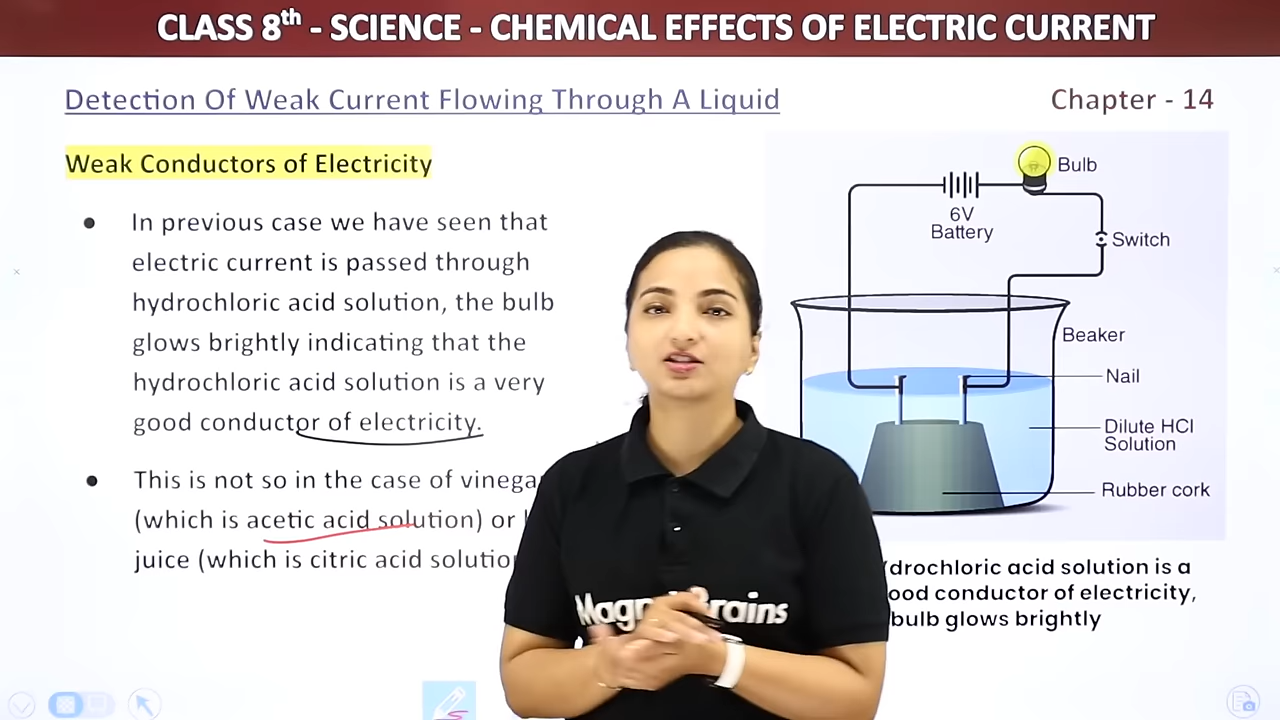 CLASS 8th - SCIENCE - CHEMICAL EFFECTS OF ELECTRIC CURRENT
Detection Of Weak Current Flowing Through A Liquid
Chapter - 14
Weak Conductors of Electricity
● In previous case we have seen that
electric current is passed through
hydrochloric acid solution, the bulb
glows brightly indicating that the
hydrochloric acid solution is a very
good conductor of electricity.
● This is not so in the case of
(which is acetic acid solution) or
juice (which is citric acid
Bulb
6V
Battery
Switch
Beaker
Nail
Dilute HCl
Solution
Rubber cork
acid solution is a
conductor of electricity,
bulb glows brightly